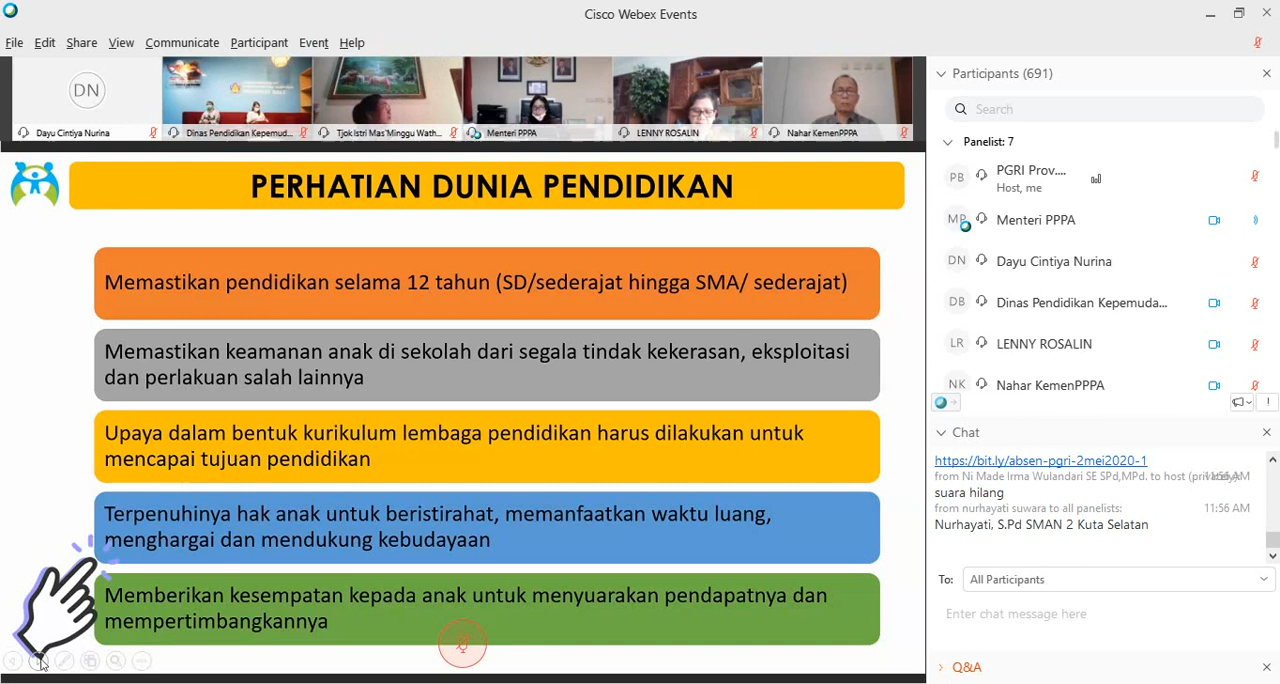 Cisco Webex Events
File Edit Share View Communicate Participant Event Help
DN
Dayu Cintiya Nurina
Dinas Pendidikan Kepemud...
Tjok Istri Mas Minggu Wath...
Menteri PPPA
LENNY ROSALIN
Nahar KemenPPPA
PERHATIAN DUNIA PENDIDIKAN
Memastikan pendidikan selama 12 tahun (SD/sederajat hingga SMA/ sederajat)
Memastikan keamanan anak di sekolah dari segala tindak kekerasan, eksploitasi
dan perlakuan salah lainnya
Upaya dalam bentuk kurikulum lembaga pendidikan harus dilakukan untuk
mencapai tujuan pendidikan
Terpenuhinya hak anak untuk beristirahat, memanfaatkan waktu luang,
menghargai dan mendukung kebudayaan
Memberikan kesempatan kepada anak untuk menyuarakan pendapatnya dan
mempertimbangkannya
Participants (691)
Search
Panelist: 7
PB
PGRI Prov....
Host, me
MP
Menteri PPPA
DN
Dayu Cintiya Nurina
DB
Dinas Pendidikan Kepemuda...
LR
LENNY ROSALIN
NK
Nahar KemenPPPA
Chat
https://bit.ly/absen-pgri-2mei2020-1
from Ni Made Irma Wulandari SE SPd,MPd. to host (privately):
suara hilang
from nurhayati suwara to all panelists: 11:56 AM
Nurhayati, S.Pd SMAN 2 Kuta Selatan
To: All Participants
Enter chat message here
Q&A